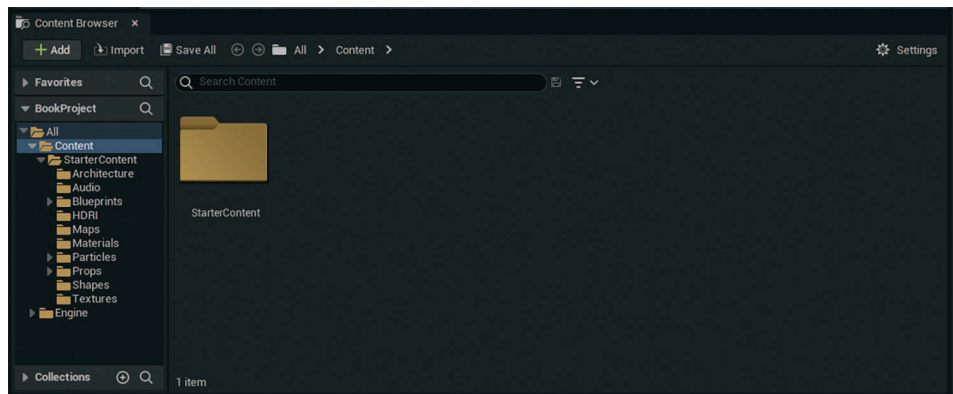 Content Browser
Add Import Save All All Content Settings
Favorites
Search Content
BookProject
All
Content
StarterContent
Architecture
Audio
Blueprints
HDRI
Maps
Materials
Particles
Props
Shapes
Textures
Engine
StarterContent
Collections
1 item